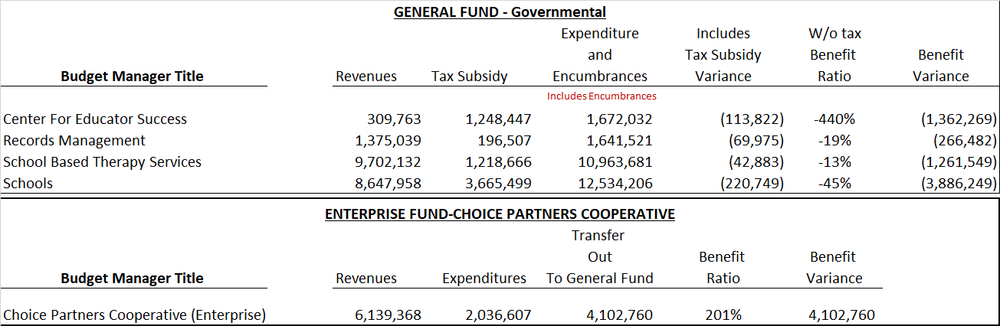 GENERAL FUND - Governmental
Expenditure Includes W/o tax
and Tax Subsidy Benefit Benefit
Budget Manager Title Revenues Tax Subsidy Encumbrances Variance Ratio Variance
Includes Encumbrances
Center For Educator Success 309,763 1,248,447 1,672,032 (113,822) -440% (1,362,269)
Records Management 1,375,039 196,507 1,641,521 (69,975) -19% (266,482)
School Based Therapy Services 9,702,132 1,218,666 10,963,681 (42,883) -13% (1,261,549)
Schools 8,647,958 3,665,499 12,534,206 (220,749) -45% (3,886,249)
ENTERPRISE FUND-CHOICE PARTNERS COOPERATIVE
Transfer
Out Benefit Benefit
Budget Manager Title Revenues Expenditures To General Fund Ratio Variance
Choice Partners Cooperative (Enterprise) 6,139,368 2,036,607 4,102,760 201% 4,102,760